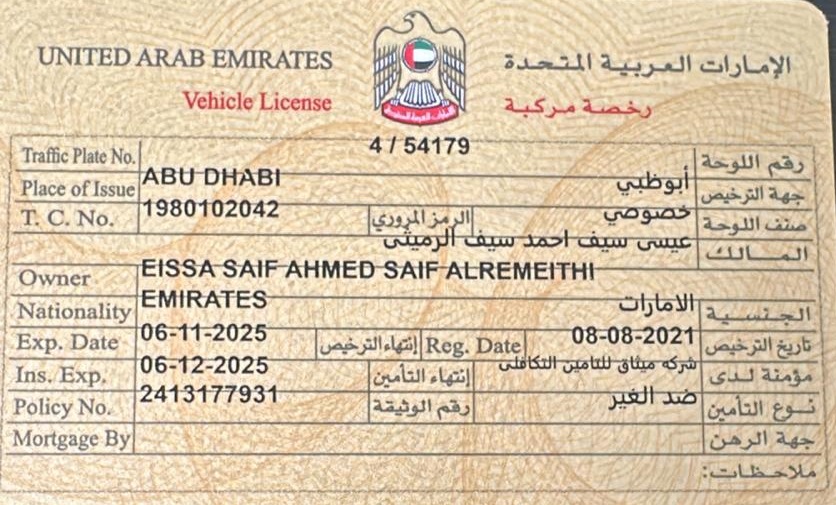 UNITED ARAB EMIRATES الإمارات العربية المتحدة
Vehicle License رخصة مركبة
Traffic Plate No. 4 / 54179 رقم اللوحة
Place of Issue ABU DHABI أبوظبي جهة الترخيص
T. C. No. 1980102042 الرمز المروري خصوصي صنف اللوحة
عيسى سيف احمد سيف الرميثى المالك
Owner EISSA SAIF AHMED SAIF ALREMEITHI
Nationality EMIRATES الامارات الجنسية
Exp. Date 06-11-2025 إنتهاء الترخيص Reg. Date 08-08-2021 تاريخ الترخيص
Ins. Exp. 06-12-2025 إنتهاء التأمين شركه ميثاق للتامين التكافلى مؤمنة لدى
Policy No. 2413177931 رقم الوثيقة ضد الغير نوع التأمين
Mortgage By جهة الرهن
ملاحظات: